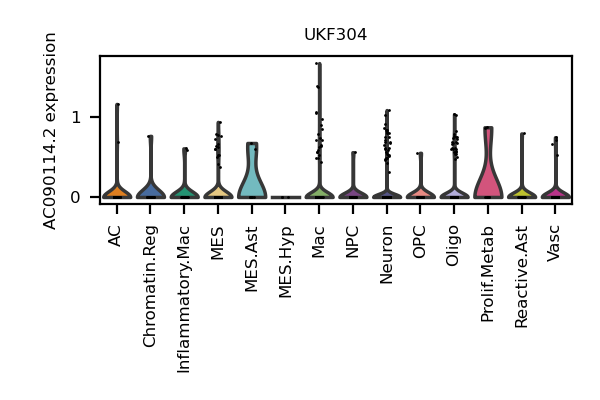 UKF304
AC090114.2 expression
1
0
AC
Chromatin.Reg
Inflammatory.Mac
MES
MES.Ast
MES.Hyp
Mac
NPC
Neuron
OPC
Oligo
Prolif.Metab
Reactive.Ast
Vasc